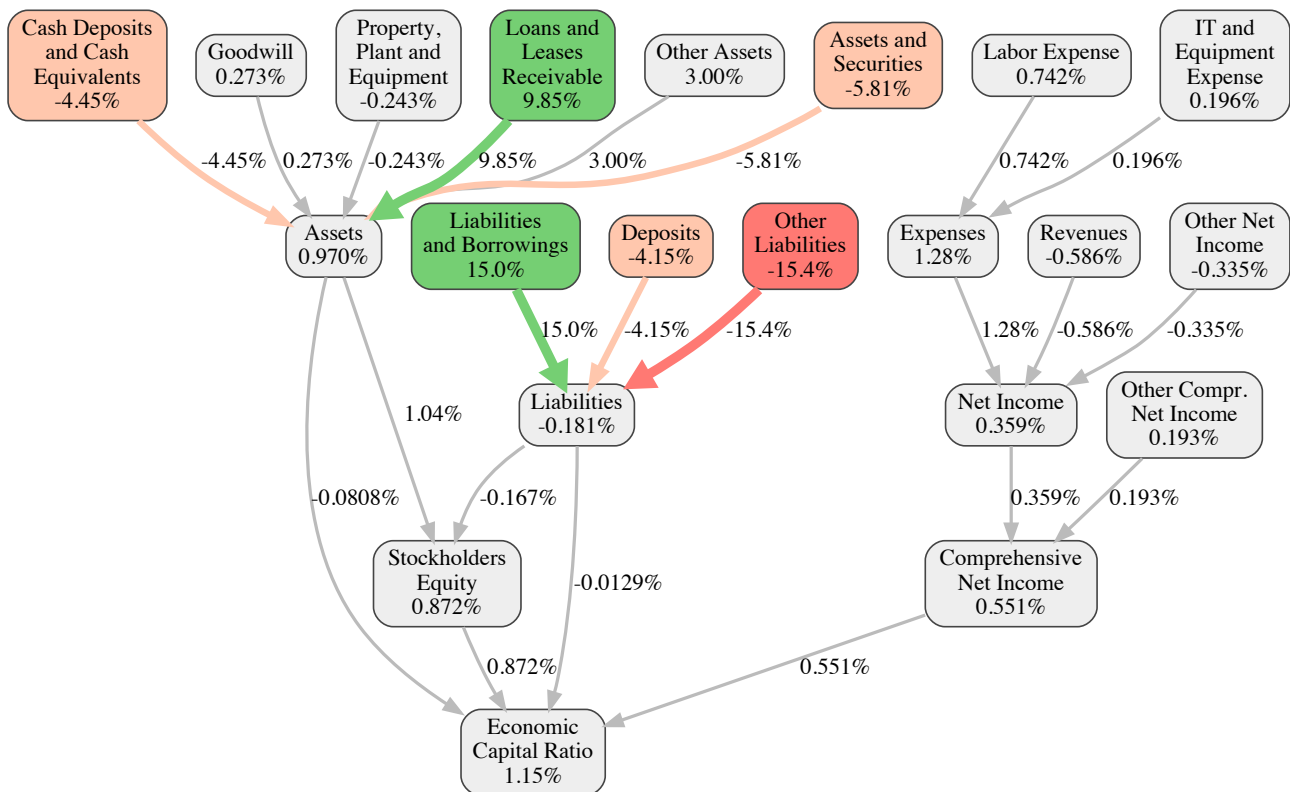 Cash Deposits
and Cash
Equivalents
-4.45%
Goodwill
0.273%
Property,
Plant and
Equipment
-0.243%
Loans and
Leases
Receivable
9.85%
Other Assets
3.00%
Assets and
Securities
-5.81%
Labor Expense
0.742%
IT and
Equipment
Expense
0.196%
-4.45%
0.273%
-0.243%
9.85%
3.00%
-5.81%
0.742%
0.196%
Assets
0.970%
Liabilities
and Borrowings
15.0%
Deposits
-4.15%
Other
Liabilities
-15.4%
Expenses
1.28%
Revenues
-0.586%
Other Net
Income
-0.335%
15.0%
-4.15%
-15.4%
1.28%
-0.586%
-0.335%
1.04%
Liabilities
-0.181%
Net Income
0.359%
Other Compr.
Net Income
0.193%
-0.0808%
-0.167%
0.359%
0.193%
Stockholders
Equity
0.872%
-0.0129%
Comprehensive
Net Income
0.551%
0.872%
0.551%
Economic
Capital Ratio
1.15%